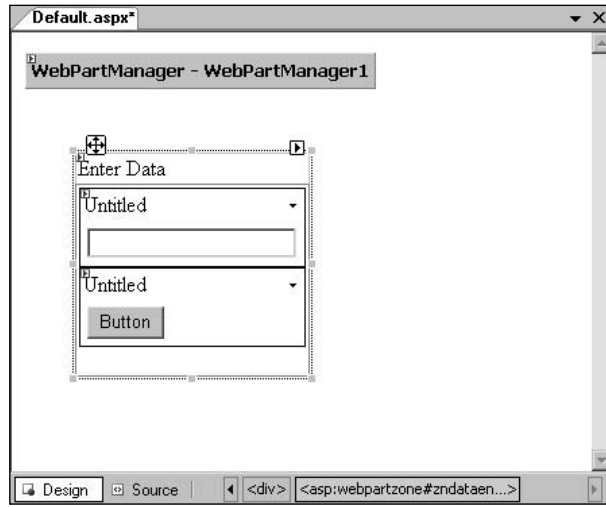 Default.aspx*
WebPartManager - WebPartManager1
Enter Data
Untitled
Untitled
Button
Design Source <div> <asp:webpartzone#zndataen...>